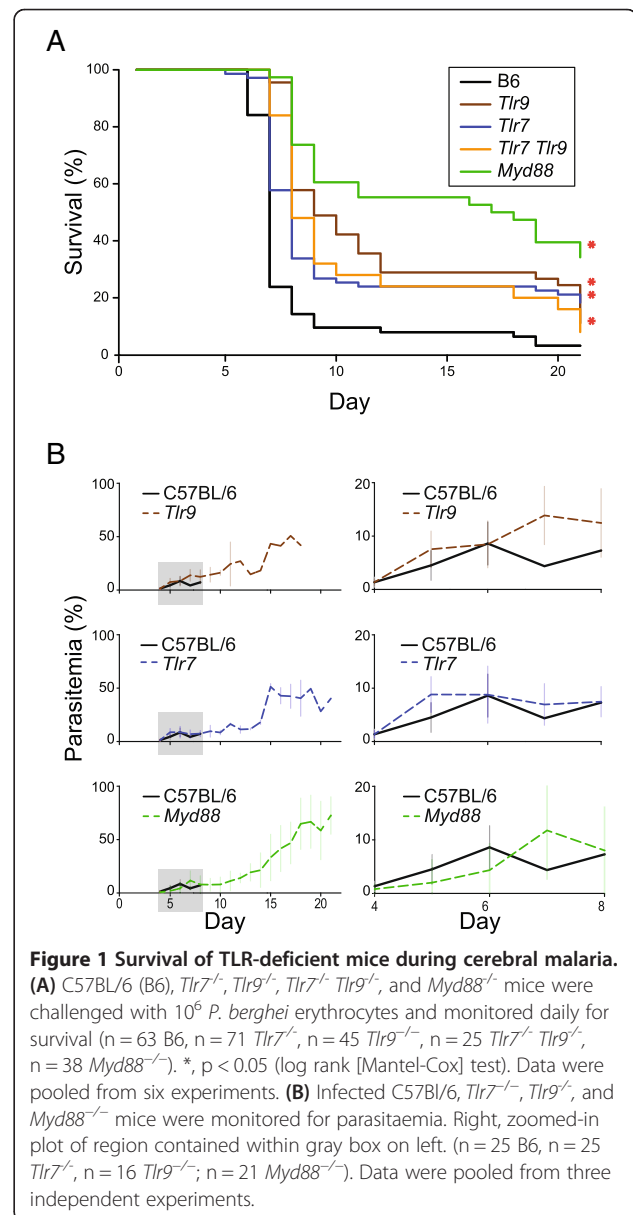 A
100
80
60
40
20
0
Survival (%)
B6
Tlr9
Tlr7
Tlr7 Tlr9
Myd88
*
*
*
*
0
5
10
15
20
Day
B
Parasitemia (%)
100
50
0
C57BL/6
Tlr9
20
10
0
C57BL/6
Tlr9
100
50
0
C57BL/6
Tlr7
20
10
0
C57BL/6
Tlr7
100
50
0
C57BL/6
Myd88
0
5
10
15
20
Day
20
10
0
C57BL/6
Myd88
4
6
8
Day
Figure 1 Survival of TLR-deficient mice during cerebral malaria.
(A) C57BL/6 (B6), Tlr7-/-, Tlr9-/-, Tlr7-/- Tlr9-/-, and Myd88-/- mice were
challenged with 10⁶ P. berghei erythrocytes and monitored daily for
survival (n = 63 B6, n = 71 Tlr7-/-, n = 45 Tlr9−/−, n = 25 Tlr7-/- Tlr9-/-,
n = 38 Myd88−/−). *, p < 0.05 (log rank [Mantel-Cox] test). Data were
pooled from six experiments. (B) Infected C57Bl/6, Tlr7−/−, Tlr9-/-, and
Myd88−/− mice were monitored for parasitaemia. Right, zoomed-in
plot of region contained within gray box on left. (n = 25 B6, n = 25
Tlr7-/-, n = 16 Tlr9−/−; n = 21 Myd88−/−). Data were pooled from three
independent experiments.